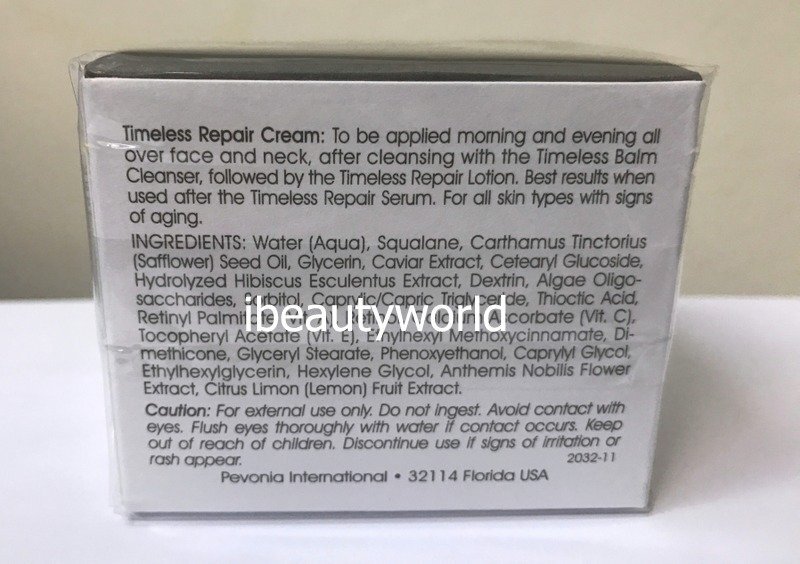 Timeless Repair Cream: To be applied morning and evening all
over face and neck, after cleansing with the Timeless Balm
Cleanser, followed by the Timeless Repair Lotion. Best results when
used after the Timeless Repair Serum. For all skin types with signs
of aging.
INGREDIENTS: Water (Aqua), Squalane, Carthamus Tinctorius
(Safflower) Seed Oil, Glycerin, Caviar Extract, Cetearyl Glucoside,
Hydrolyzed Hibiscus Esculentus Extract, Dextrin, Algae Oligo-
saccharides, Sorbitol, Caprylic/Capric Triglyceride, Thioctic Acid,
Retinyl Palmitate Ascorbate (Vit. C),
ibeautyworld
Tocopheryl Acetate (Vit. E), Ethylhexyl Methoxycinnamate, Di-
methicone, Glyceryl Stearate, Phenoxyethanol, Caprylyl Glycol,
Ethylhexylglycerin, Hexylene Glycol, Anthemis Nobilis Flower
Extract, Citrus Limon (Lemon) Fruit Extract.
Caution: For external use only. Do not ingest. Avoid contact with
eyes. Flush eyes thoroughly with water if contact occurs. Keep
out of reach of children. Discontinue use if signs of irritation or
rash appear. 2032-11
Pevonia International • 32114 Florida USA